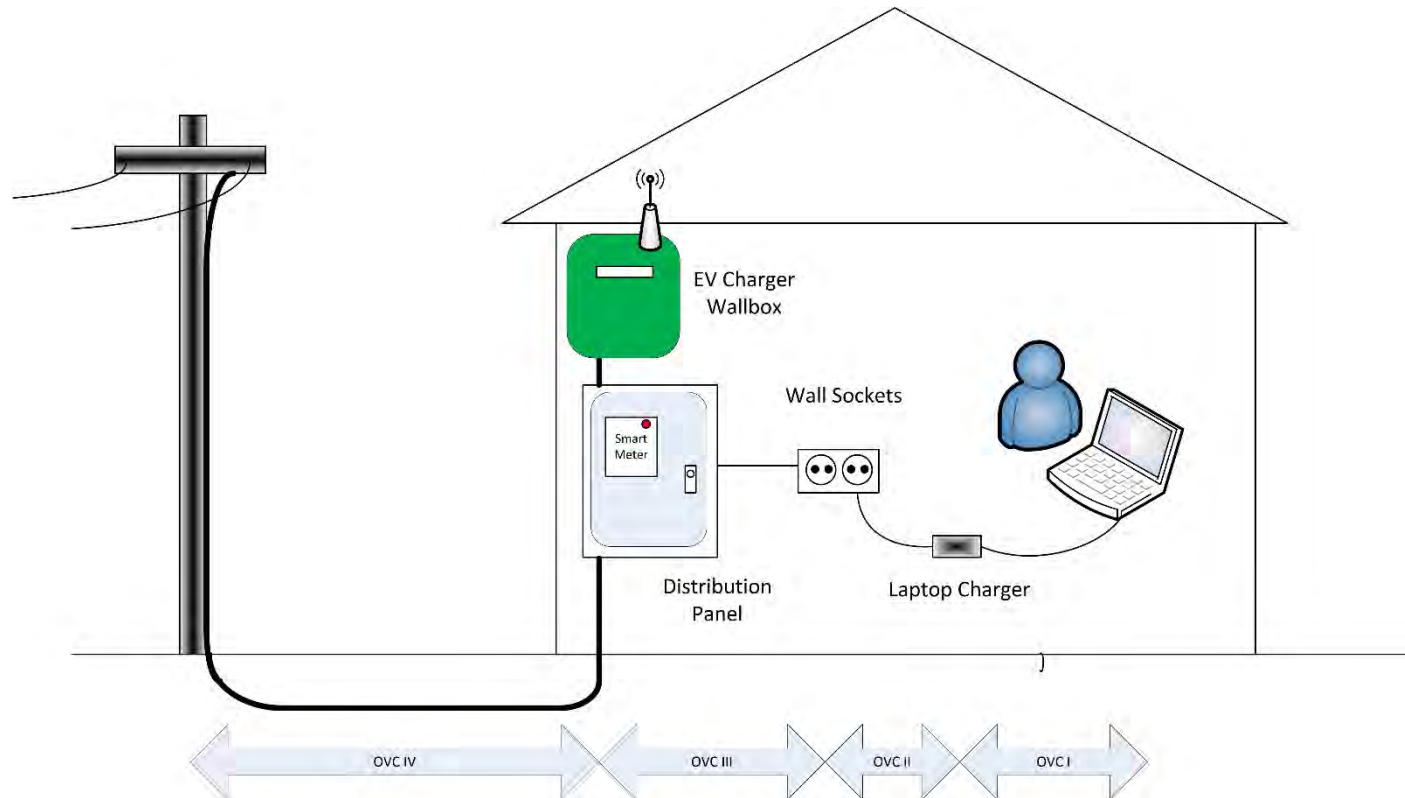 EV Charger
Wallbox
Wall Sockets
Smart
Meter
Distribution
Panel
Laptop Charger
OVC IV
OVC III
OVC II
OVC I